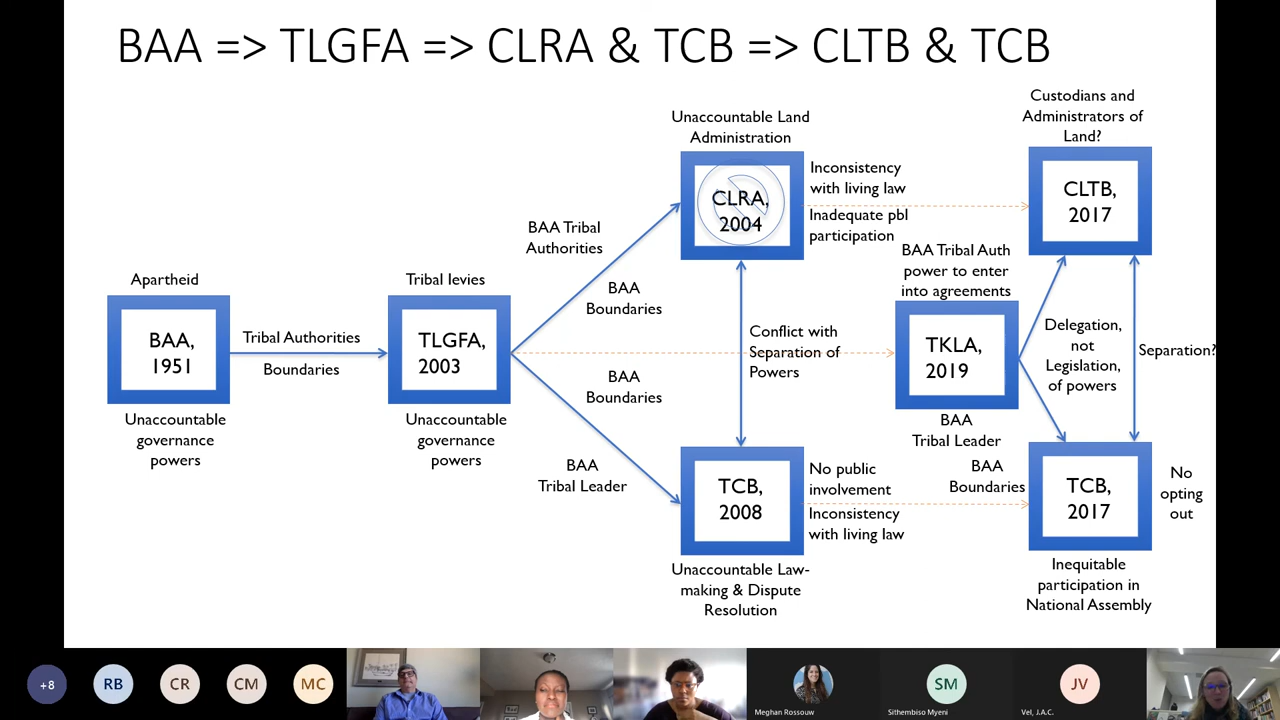 BAA => TLGFA => CLRA & TCB => CLTB & TCB
Apartheid
BAA,
1951
Unaccountable
governance
powers
Tribal Authorities
Boundaries
Tribal levies
TLGFA,
2003
Unaccountable
governance
powers
BAA Tribal
Authorities
BAA
Boundaries
BAA
Boundaries
BAA
Tribal Leader
Unaccountable Land
Administration
CLRA,
2004
Inconsistency
with living law
Inadequate pbl
participation
Conflict with
Separation of
Powers
TCB,
2008
Unaccountable Law-
making & Dispute
Resolution
No public
involvement
Inconsistency
with living law
BAA Tribal Auth
power to enter
into agreements
TKLA,
2019
BAA
Tribal Leader
BAA
Boundaries
Custodians and
Administrators of
Land?
CLTB,
2017
Delegation,
not
Legislation,
of powers
Separation?
TCB,
2017
No
opting
out
Inequitable
participation in
National Assembly
+8
RB
CR
CM
MC
Meghan Rossouw
SM
Sithembiso Myeni
JV
Vel, J.A.C.